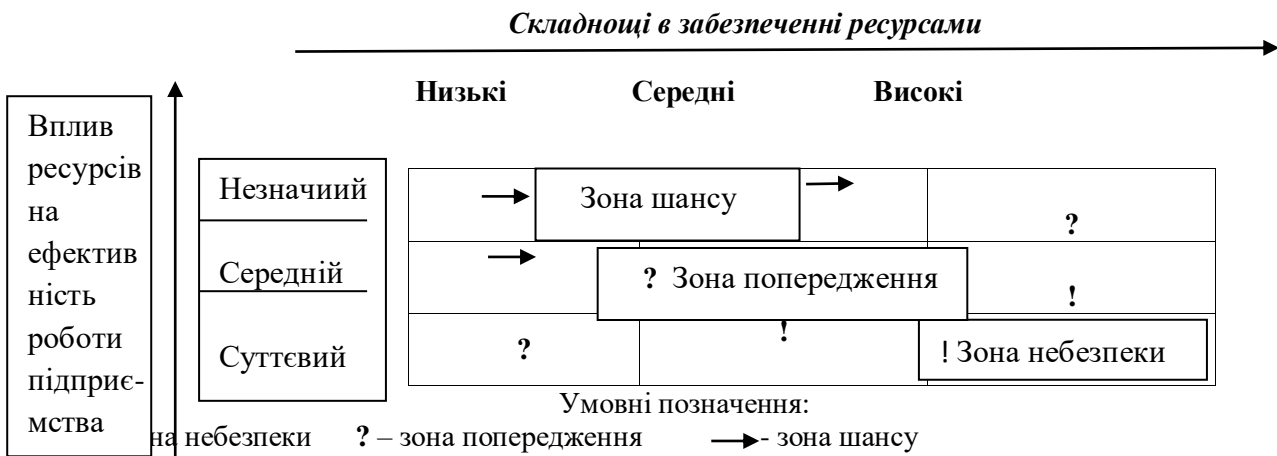 Складнощі в забезпеченні ресурсами
Низькі Середні Високі
Вплив
ресурсів
на
ефектив
ність
роботи
підприє-
мства
Незначиий
Середній
Суттєвий
Зона шансу
?
? Зона попередження
!
?
!
! Зона небезпеки
Умовні позначення:
на небезпеки ? – зона попередження - зона шансу